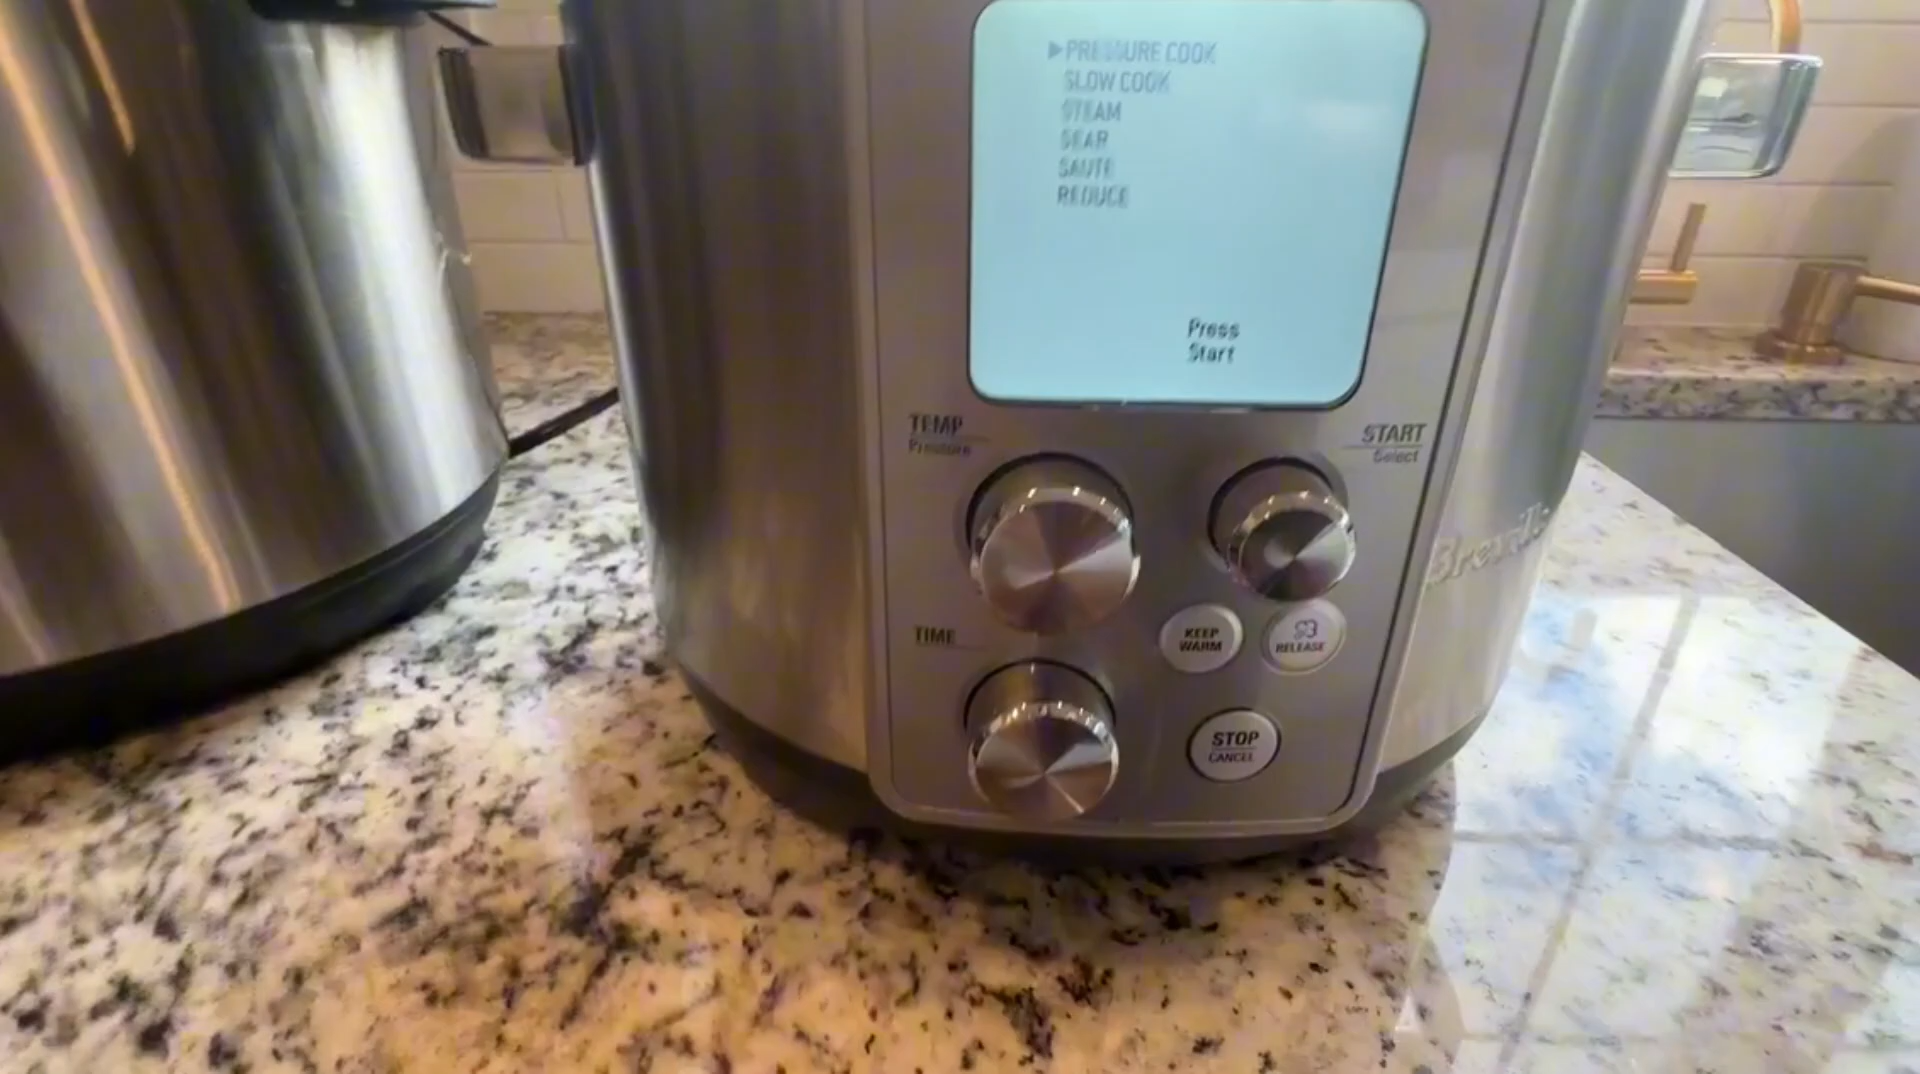 ▶PRESSURE COOK
SLOW COOK
STEAM
SEAR
SAUTE
REDUCE
Press
Start
TEMP
Pressure
START
Select
Breville
TIME
KEEP
WARM
RELEASE
STOP
CANCEL